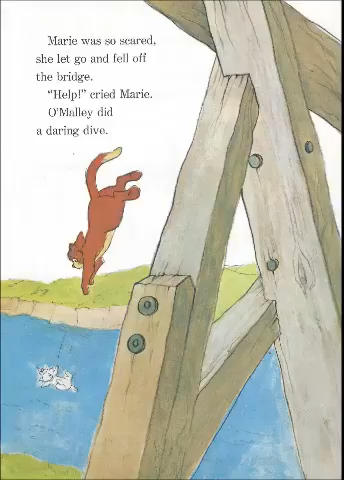 Marie was so scared,
she let go and fell off
the bridge.
"Help!" cried Marie.
O'Malley did
a daring dive.